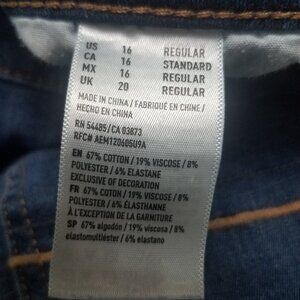 US 16 REGULAR
CA 16 STANDARD
MX 16 REGULAR
UK 20 REGULAR
MADE IN CHINA / FABRIQUÉ EN CHINE /
HECHO EN CHINA
RN 54485/CA 03873
RFC# AEM120605U9A
EN 67% COTTON / 19% VISCOSE / 8%
POLYESTER / 6% ELASTANE
EXCLUSIVE OF DECORATION
FR 67% COTON / 19% VISCOSE / 8%
POLYESTER / 6% ÉLASTHANNE
À L'EXCEPTION DE LA GARNITURE
SP 67% algodón / 19% viscosa / 8%
elastomultiéster / 6% elastano